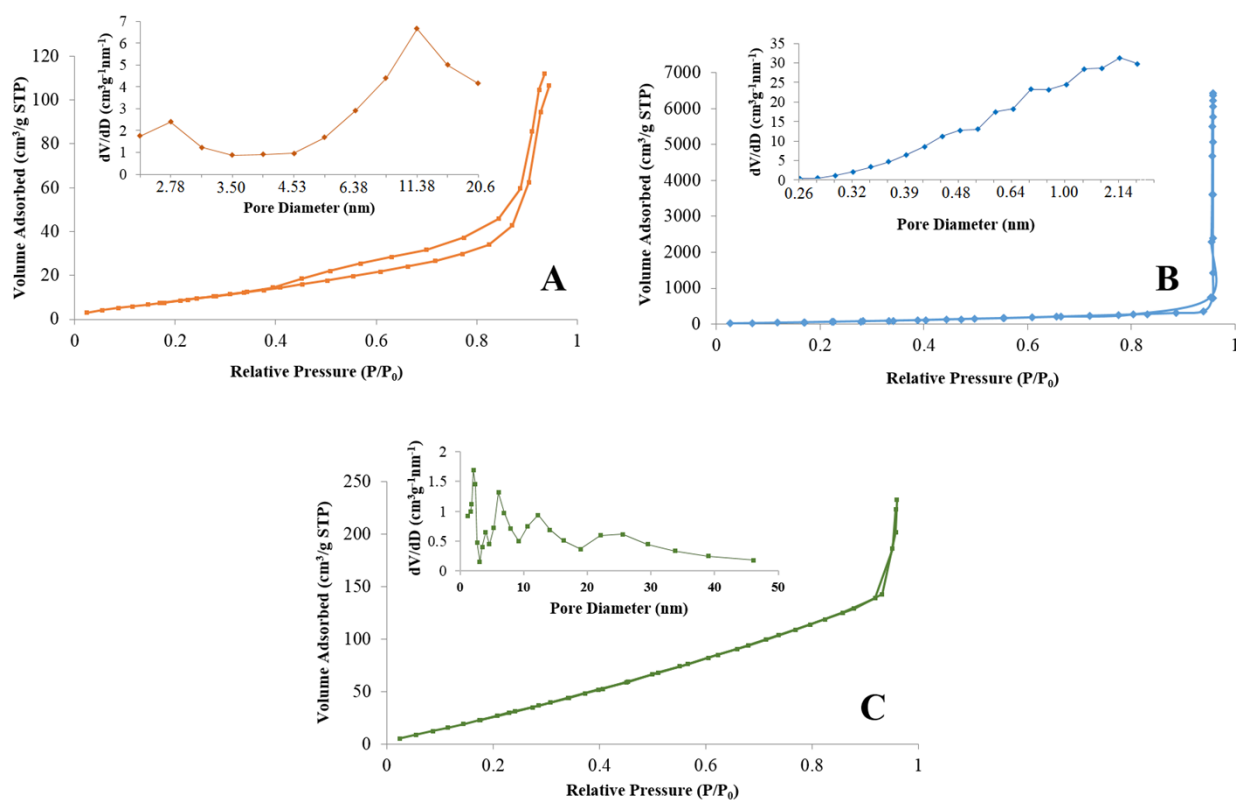 dV/dD (cm³g⁻¹nm⁻¹)
7
6
5
4
3
2
1
0
2.78 3.50 4.53 6.38 11.38 20.6
Pore Diameter (nm)
Volume Adsorbed (cm³/g STP)
120
100
80
60
40
20
0
0 0.2 0.4 0.6 0.8 1
Relative Pressure (P/P₀)
A
dV/dD (cm³g⁻¹nm⁻¹)
35
30
25
20
15
10
5
0
0.26 0.32 0.39 0.48 0.64 1.00 2.14
Pore Diameter (nm)
Volume Adsorbed (cm³/g STP)
7000
6000
5000
4000
3000
2000
1000
0
0 0.2 0.4 0.6 0.8 1
Relative Pressure (P/P₀)
B
dV/dD (cm³g⁻¹nm⁻¹)
2
1.5
1
0.5
0
0 10 20 30 40 50
Pore Diameter (nm)
Volume Adsorbed (cm³/g STP)
250
200
150
100
50
0
0 0.2 0.4 0.6 0.8 1
Relative Pressure (P/P₀)
C